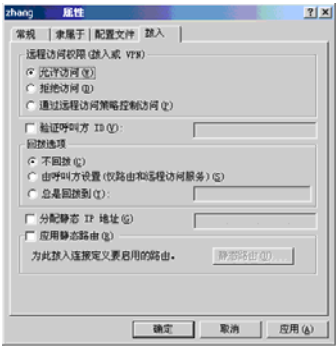 zhang 属性
常规 隶属于 配置文件 拨入
远程访问权限(拨入或 VPN)
允许访问(W)
拒绝访问(D)
通过远程访问策略控制访问(P)
验证呼叫方 ID(V):
回拨选项
不回拨(C)
由呼叫方设置(仅路由和远程访问服务)(S)
总是回拨到(Y):
分配静态 IP 地址(G)
应用静态路由(R)
为此拨入连接定义要启用的路由。
静态路由(U)...
确定 取消 应用(A)